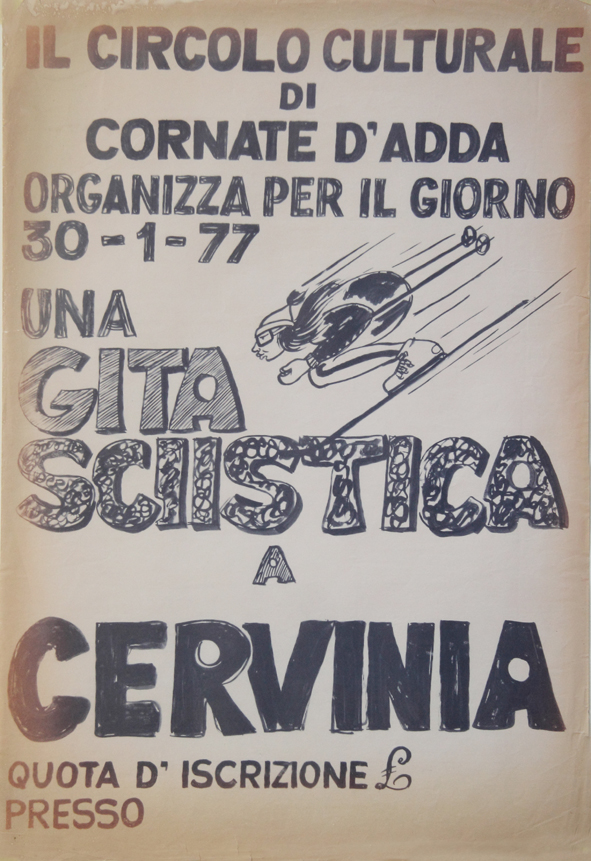 IL CIRCOLO CULTURALE
DI
CORNATE D'ADDA
ORGANIZZA PER IL GIORNO
30-1-77
UNA
GITA
SCIISTICA
A
CERVINIA
QUOTA D' ISCRIZIONE £
PRESSO